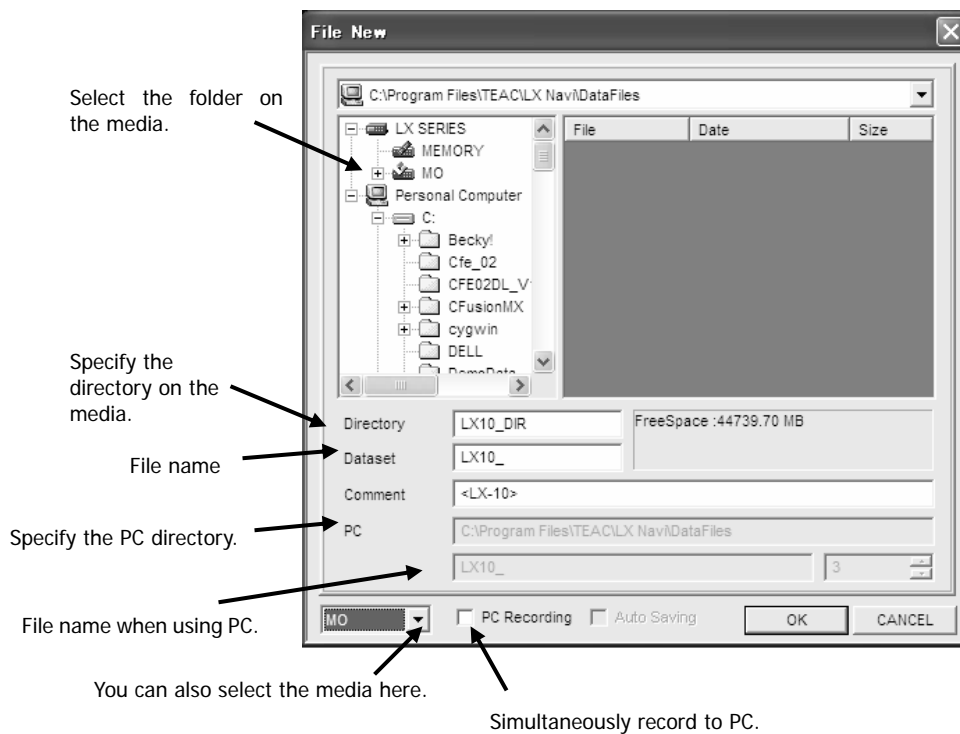 File New
Select the folder on
the media.
C:\Program Files\TEAC\LX Navi\DataFiles
LX SERIES
MEMORY
MO
Personal Computer
C:
Becky!
Cfe_02
CFE02DL_V
CFusionMX
cygwin
DELL
DemoData
File Date Size
Specify the
directory on the
media.
Directory LX10_DIR FreeSpace :44739.70 MB
File name
Dataset LX10_
Comment <LX-10>
Specify the PC directory.
PC C:\Program Files\TEAC\LX Navi\DataFiles
LX10_ 3
File name when using PC.
MO PC Recording Auto Saving OK CANCEL
You can also select the media here.
Simultaneously record to PC.